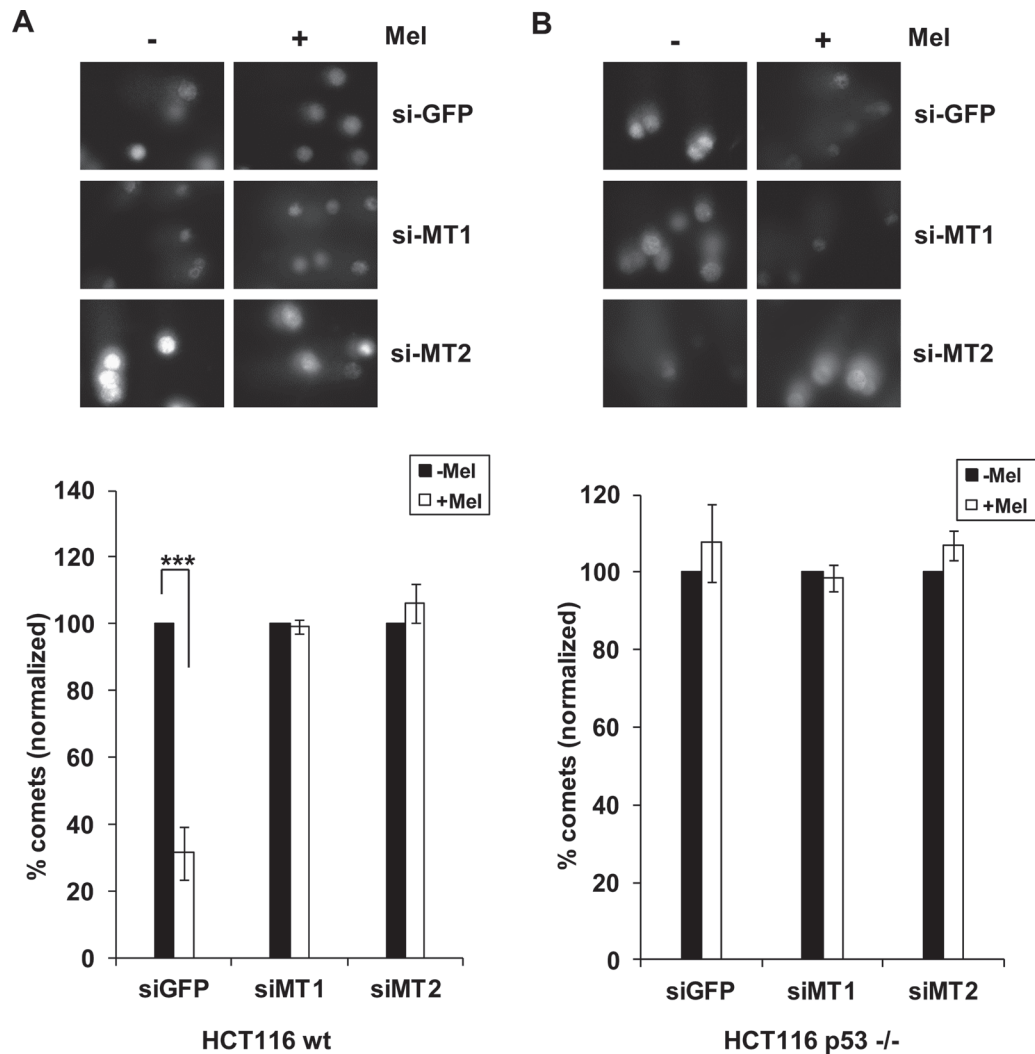 A
- + Mel
si-GFP
si-MT1
si-MT2
-Mel
+Mel
% comets (normalized)
140
120
100
80
60
40
20
0
***
siGFP siMT1 siMT2
HCT116 wt
B
- + Mel
si-GFP
si-MT1
si-MT2
-Mel
+Mel
% comets (normalized)
120
100
80
60
40
20
0
siGFP siMT1 siMT2
HCT116 p53 -/-